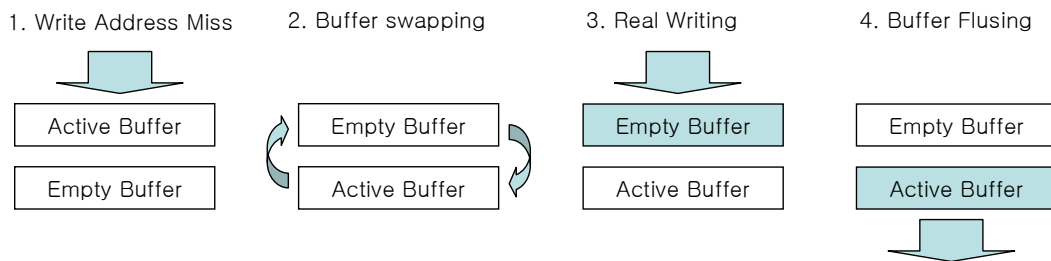 1. Write Address Miss
2. Buffer swapping
3. Real Writing
4. Buffer Flusing
Active Buffer
Empty Buffer
Empty Buffer
Empty Buffer
Empty Buffer
Active Buffer
Active Buffer
Active Buffer